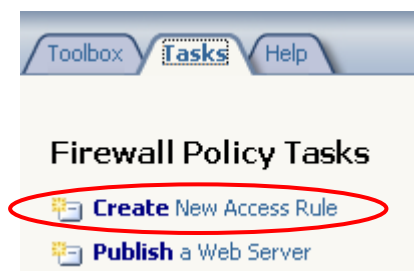 Toolbox Tasks Help
Firewall Policy Tasks
Create New Access Rule
Publish a Web Server